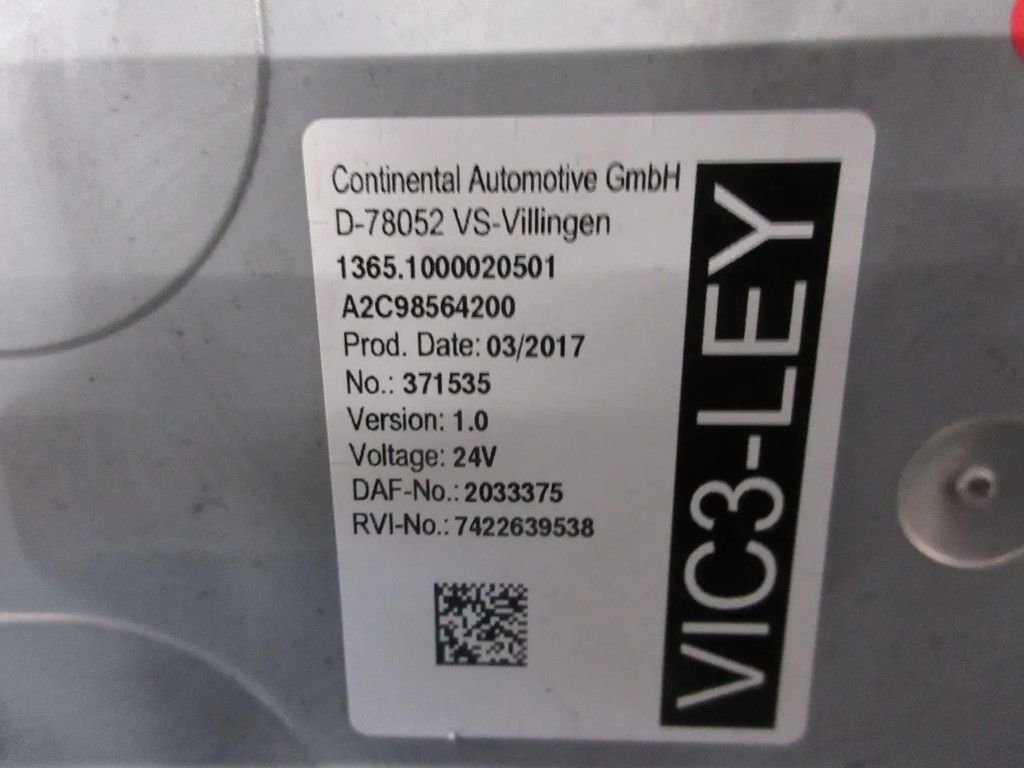 Continental Automotive GmbH
D-78052 VS-Villingen
1365.1000020501
A2C98564200
Prod. Date: 03/2017
No.: 371535
Version: 1.0
Voltage: 24V
DAF-No.: 2033375
RVI-No.: 7422639538
VIC3-LEY